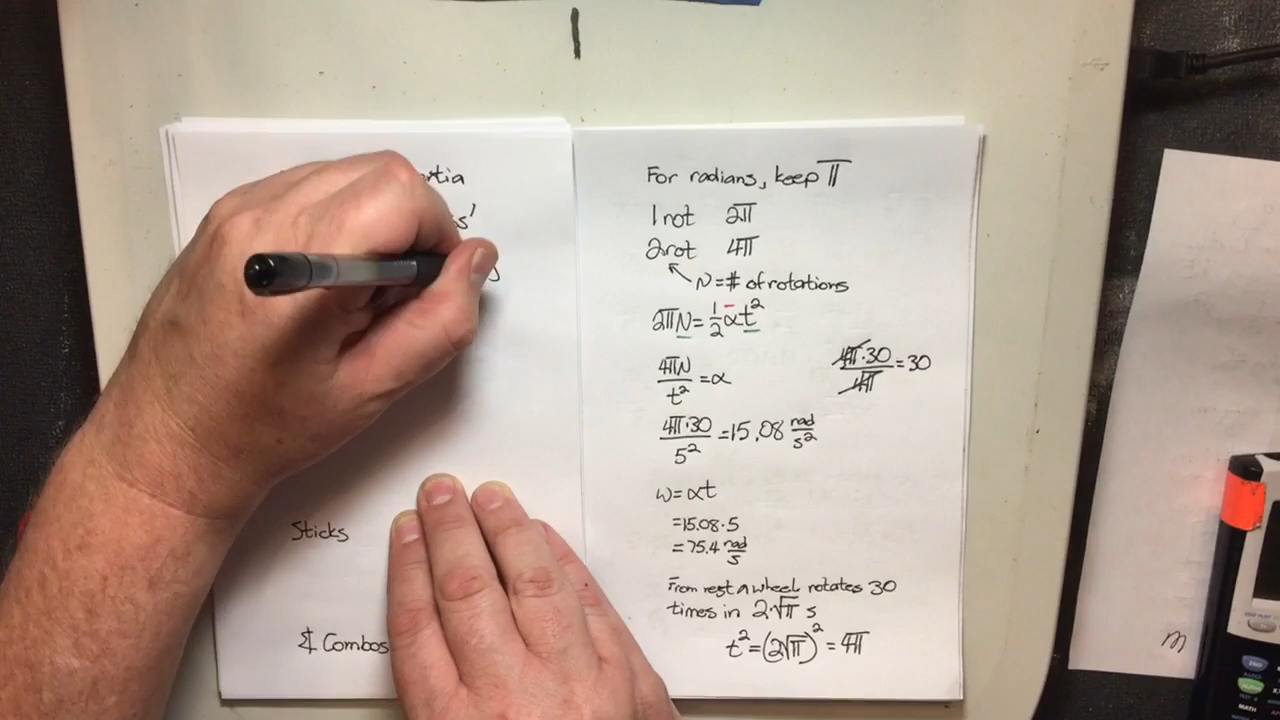 Sticks
& Combos
For radians, keep π
1 rot 2π
2 rot 4π
N = # of rotations
2πN = 1/2 αt²
4πN/t² = α
4π·30/4π = 30
4π·30/5² = 15.08 rad/s²
ω = αt
= 15.08·5
= 75.4 rad/s
From rest a wheel rotates 30
times in 2·√π s
t² = (2√π)² = 4π
m